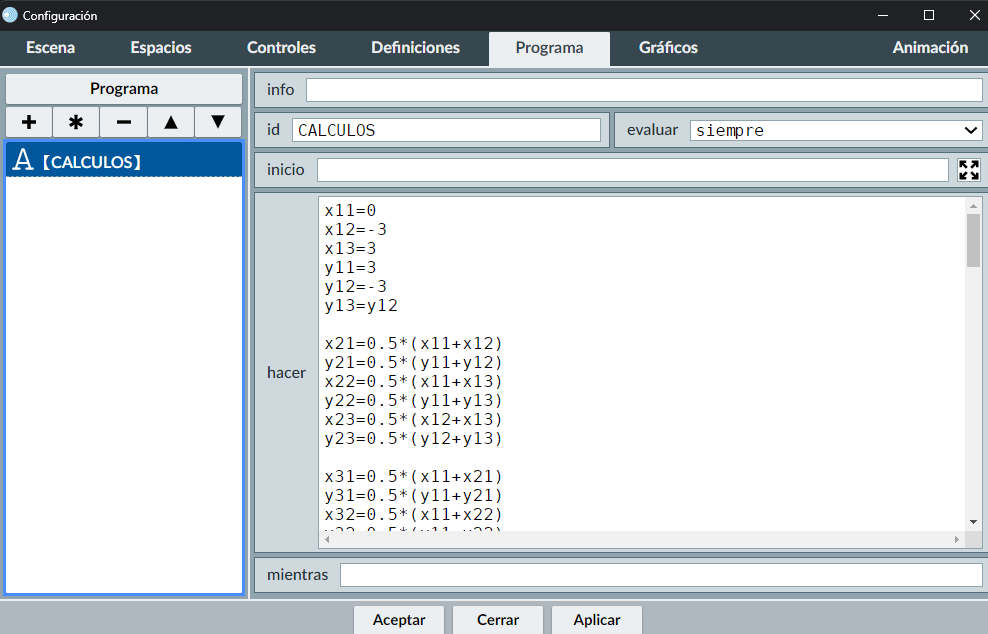 Configuración
Escena Espacios Controles Definiciones Programa Gráficos Animación
Programa
info
id CALCULOS evaluar siempre
A【CALCULOS】
inicio
hacer
x11=0
x12=-3
x13=3
y11=3
y12=-3
y13=y12
x21=0.5*(x11+x12)
y21=0.5*(y11+y12)
x22=0.5*(x11+x13)
y22=0.5*(y11+y13)
x23=0.5*(x12+x13)
y23=0.5*(y12+y13)
x31=0.5*(x11+x21)
y31=0.5*(y11+y21)
x32=0.5*(x11+x22)
mientras
Aceptar Cerrar Aplicar